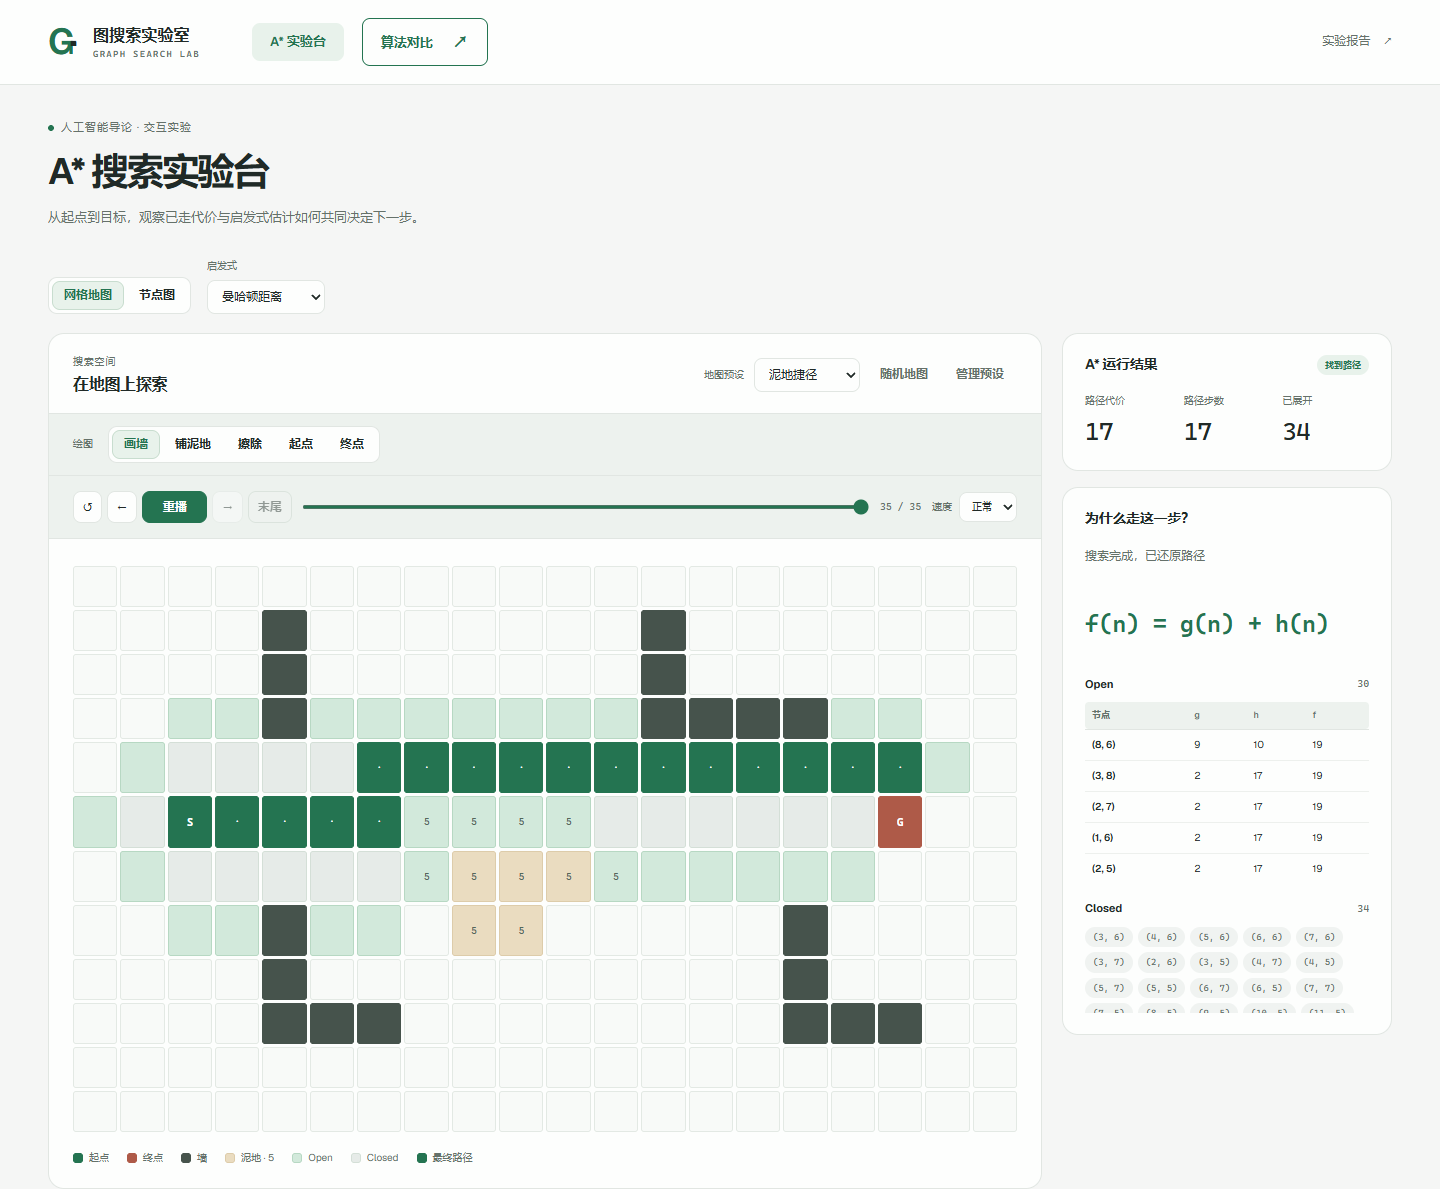 图搜索实验室
GRAPH SEARCH LAB
A* 实验台
算法对比 ↗
实验报告 ↗
人工智能导论 · 交互实验
A* 搜索实验台
从起点到目标，观察已走代价与启发式估计如何共同决定下一步。
网格地图 节点图
启发式
曼哈顿距离
搜索空间
在地图上探索
地图预设 泥地捷径 随机地图 管理预设
绘图 画墙 铺泥地 擦除 起点 终点
↺ ← 重播 → 末尾 35 / 35 速度 正常
S · · · · 5 5 5 5 G
5 5 5 5 5
5 5
起点 终点 墙 泥地 · 5 Open Closed 最终路径
A* 运行结果 找到路径
路径代价 路径步数 已展开
17 17 34
为什么走这一步？
搜索完成，已还原路径
f(n) = g(n) + h(n)
Open 30
节点 g h f
(8, 6) 9 10 19
(3, 8) 2 17 19
(2, 7) 2 17 19
(1, 6) 2 17 19
(2, 5) 2 17 19
Closed 34
(3, 6) (4, 6) (5, 6) (6, 6) (7, 6)
(3, 7) (2, 6) (3, 5) (4, 7) (4, 5)
(5, 7) (5, 5) (6, 7) (6, 5) (7, 7)
(7, 5) (8, 5) (9, 5) (10, 5) (11, 5)